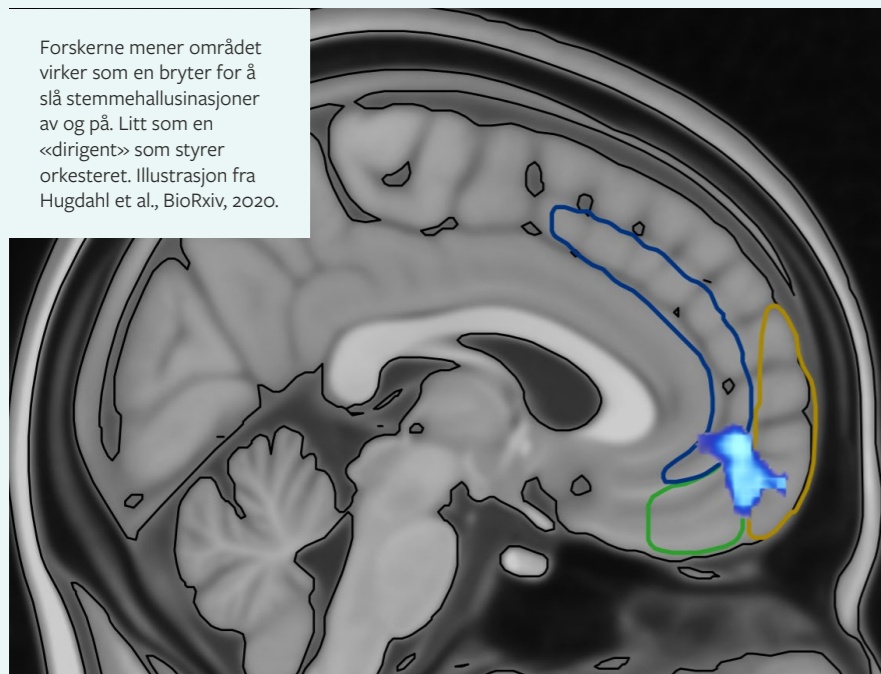 Forskerne mener området
virker som en bryter for å
slå stemmehallusinasjoner
av og på. Litt som en
«dirigent» som styrer
orkesteret. Illustrasjon fra
Hugdahl et al., BioRxiv, 2020.